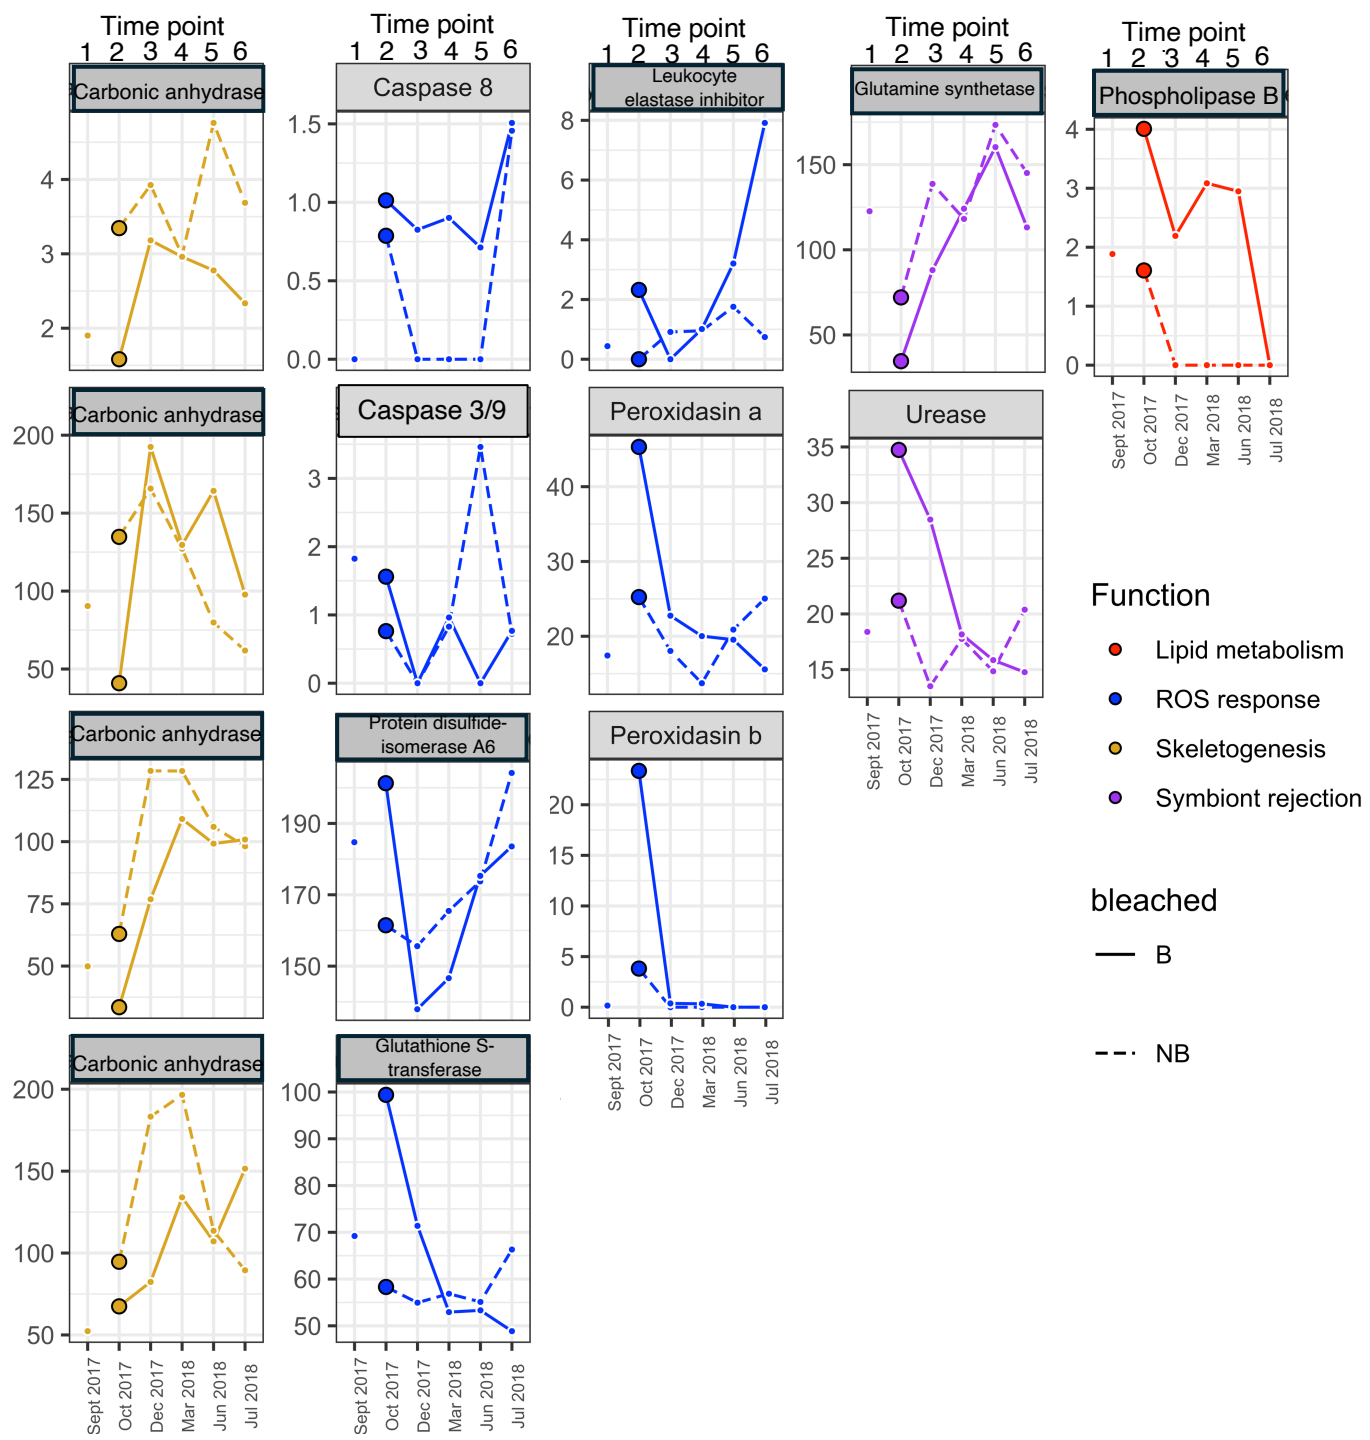 Time point
1 2 3 4 5 6
Carbonic anhydrase
4
3
2
Carbonic anhydrase
200
150
100
50
Carbonic anhydrase
125
100
75
50
Carbonic anhydrase
200
150
100
50
Sept 2017
Oct 2017
Dec 2017
Mar 2018
Jun 2018
Jul 2018
Time point
1 2 3 4 5 6
Caspase 8
1.5
1.0
0.5
0.0
Caspase 3/9
3
2
1
0
Protein disulfide-
isomerase A6
190
170
150
Glutathione S-
transferase
100
90
80
70
60
50
Sept 2017
Oct 2017
Dec 2017
Mar 2018
Jun 2018
Jul 2018
Time point
1 2 3 4 5 6
Leukocyte
elastase inhibitor
8
6
4
2
0
Peroxidasin a
40
30
20
Peroxidasin b
20
15
10
5
0
Sept 2017
Oct 2017
Dec 2017
Mar 2018
Jun 2018
Jul 2018
Time point
1 2 3 4 5 6
Glutamine synthetase
150
100
50
Urease
35
30
25
20
15
Sept 2017
Oct 2017
Dec 2017
Mar 2018
Jun 2018
Jul 2018
Time point
1 2 3 4 5 6
Phospholipase B
4
3
2
1
0
Sept 2017
Oct 2017
Dec 2017
Mar 2018
Jun 2018
Jul 2018
Function
Lipid metabolism
ROS response
Skeletogenesis
Symbiont rejection
bleached
B
NB